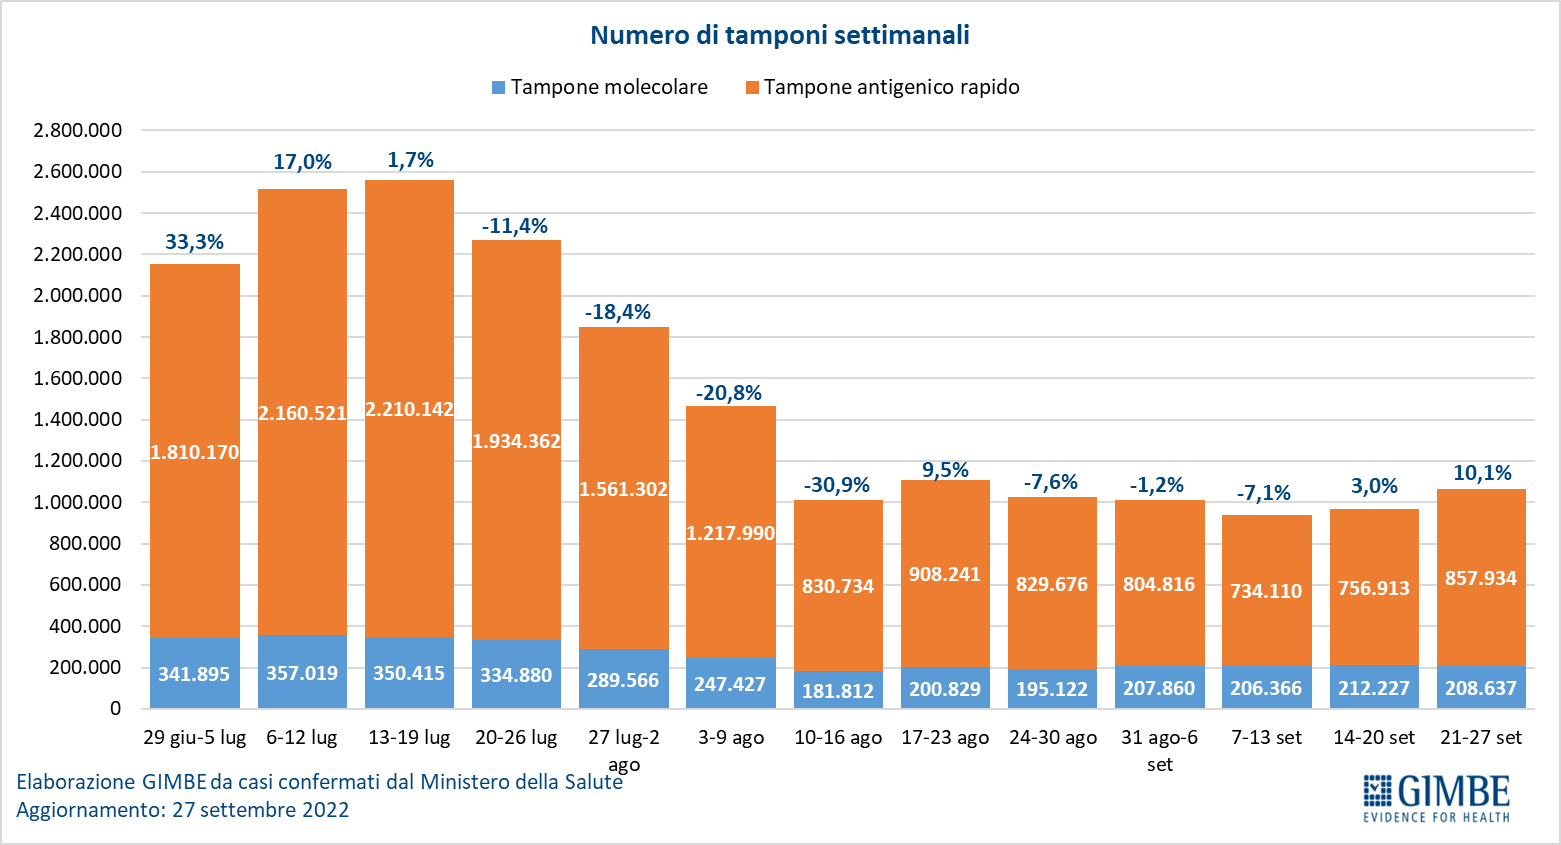 Numero di tamponi settimanali
Tampone molecolare Tampone antigenico rapido
2.800.000
2.600.000
2.400.000
2.200.000
2.000.000
1.800.000
1.600.000
1.400.000
1.200.000
1.000.000
800.000
600.000
400.000
200.000
0
33,3% 17,0% 1,7% -11,4% -18,4% -20,8% -30,9% 9,5% -7,6% -1,2% -7,1% 3,0% 10,1%
1.810.170 2.160.521 2.210.142 1.934.362 1.561.302 1.217.990 830.734 908.241 829.676 804.816 734.110 756.913 857.934
341.895 357.019 350.415 334.880 289.566 247.427 181.812 200.829 195.122 207.860 206.366 212.227 208.637
29 giu-5 lug 6-12 lug 13-19 lug 20-26 lug 27 lug-2 3-9 ago 10-16 ago 17-23 ago 24-30 ago 31 ago-6 7-13 set 14-20 set 21-27 set
ago set
Elaborazione GIMBE da casi confermati dal Ministero della Salute
Aggiornamento: 27 settembre 2022
GIMBE
EVIDENCE FOR HEALTH